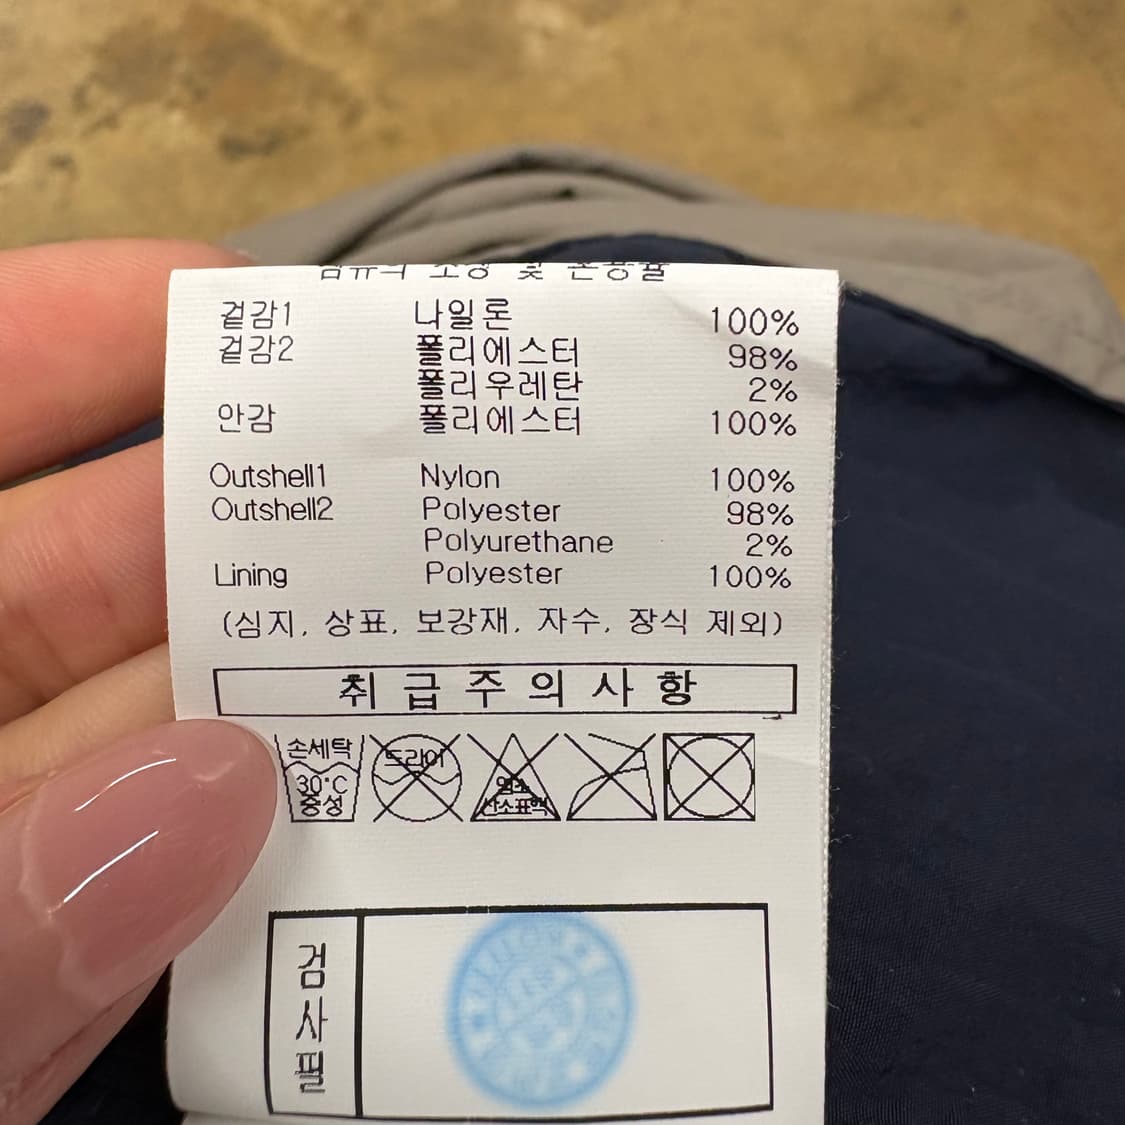 겉감1 나일론 100%
겉감2 폴리에스터 98%
폴리우레탄 2%
안감 폴리에스터 100%
Outshell1 Nylon 100%
Outshell2 Polyester 98%
Polyurethane 2%
Lining Polyester 100%
(심지, 상표, 보강재, 자수, 장식 제외)
취급주의사항
손세탁
30°C
중성
드라이
염소
산소표백
검사필